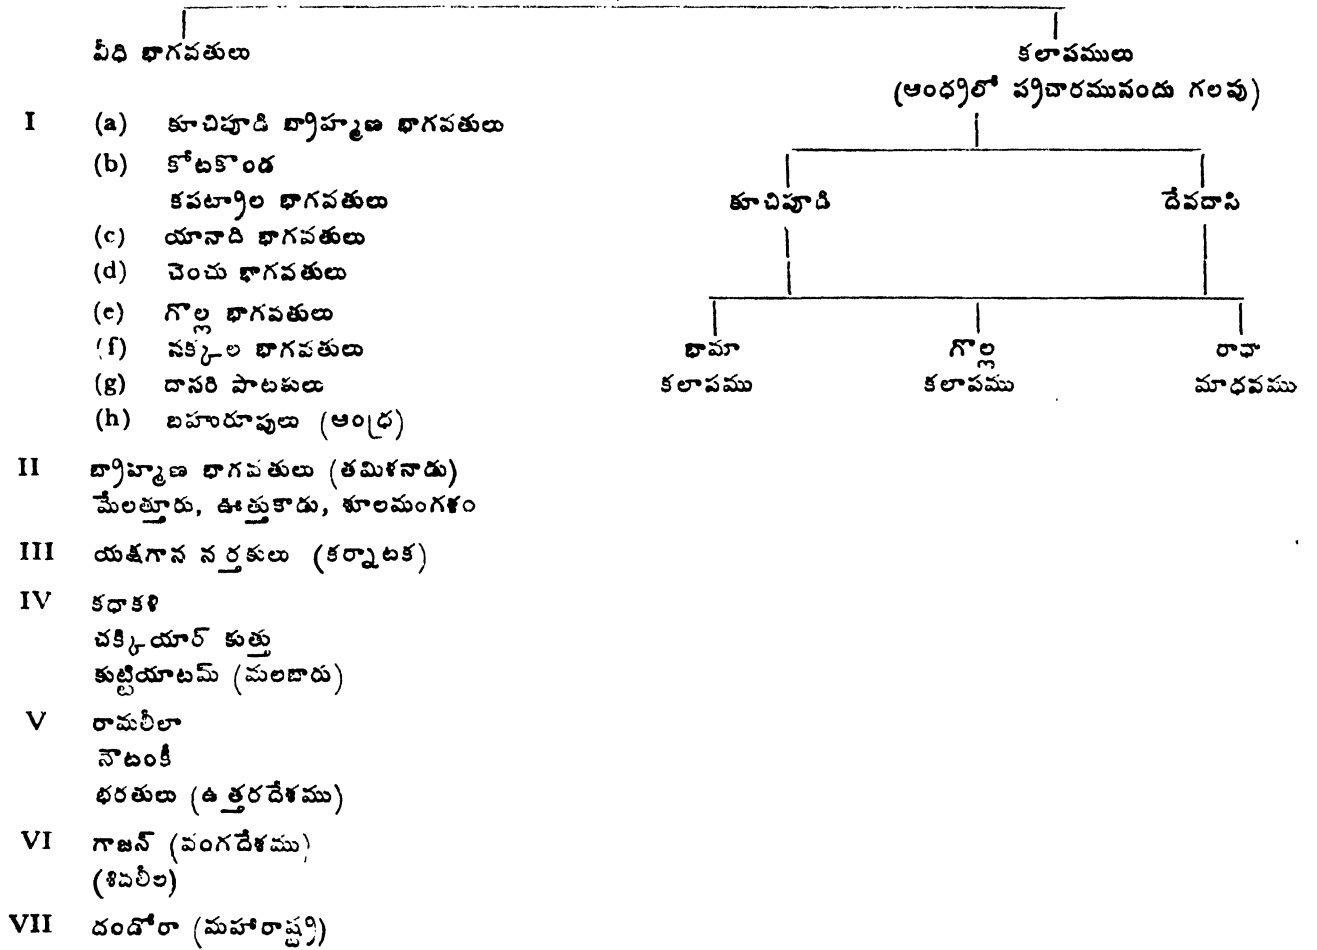 వీధి భాగవతులు
కలాపములు
(ఆంధ్రలో ప్రచారమునందు గలవు)
I (a) కూచిపూడి బ్రాహ్మణ భాగవతులు
(b) కోటకొండ
కపట్రాల భాగవతులు
(c) యానాది భాగవతులు
(d) చెంచు భాగవతులు
(e) గొల్ల భాగవతులు
(f) నక్కల భాగవతులు
(g) దాసరి పాటకులు
(h) బహురూపులు (ఆంధ్ర)
కూచిపూడి దేవదాసి
భామా గొల్ల రాధా
కలాపము కలాపము మాధవము
II బ్రాహ్మణ భాగవతులు (తమిళనాడు)
మేలత్తూరు, ఊత్తుకాడు, శూలమంగళం
III యక్షగాన నర్తకులు (కర్నాటక)
IV కధాకళి
చక్కియార్ కుత్తు
కుట్టియాటమ్ (మలబారు)
V రామలీలా
నౌటంకీ
భరతులు (ఉత్తరదేశము)
VI గాజన్ (వంగదేశము)
(శివలీల)
VII దండోరా (మహారాష్ట్ర)